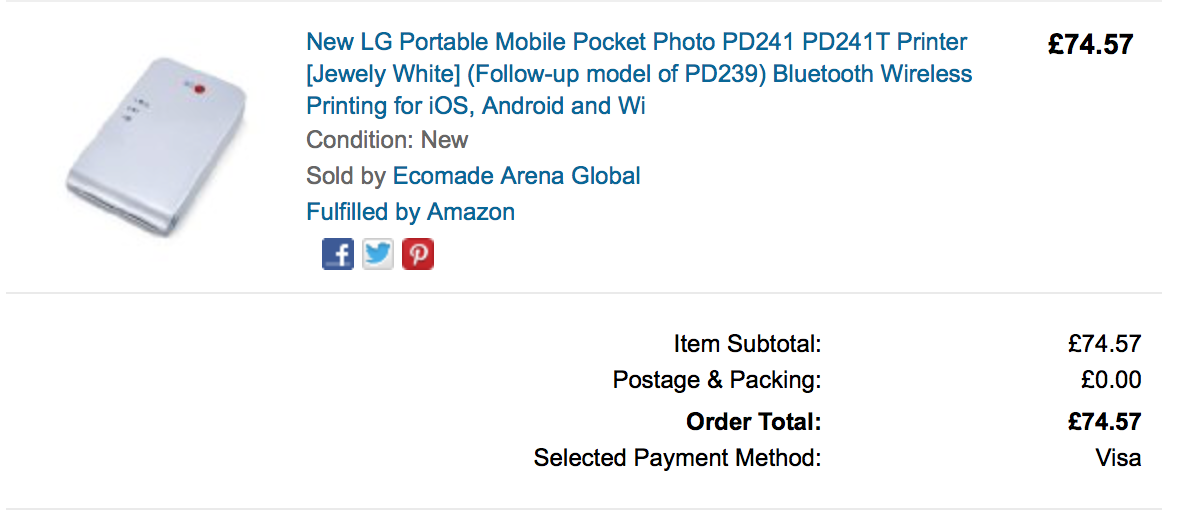 New LG Portable Mobile Pocket Photo PD241 PD241T Printer
£74.57
[Jewely White] (Follow-up model of PD239) Bluetooth Wireless
Printing for iOS, Android and Wi
Condition: New
Sold by Ecomade Arena Global
Fulfilled by Amazon
Item Subtotal: £74.57
Postage & Packing: £0.00
Order Total: £74.57
Selected Payment Method: Visa